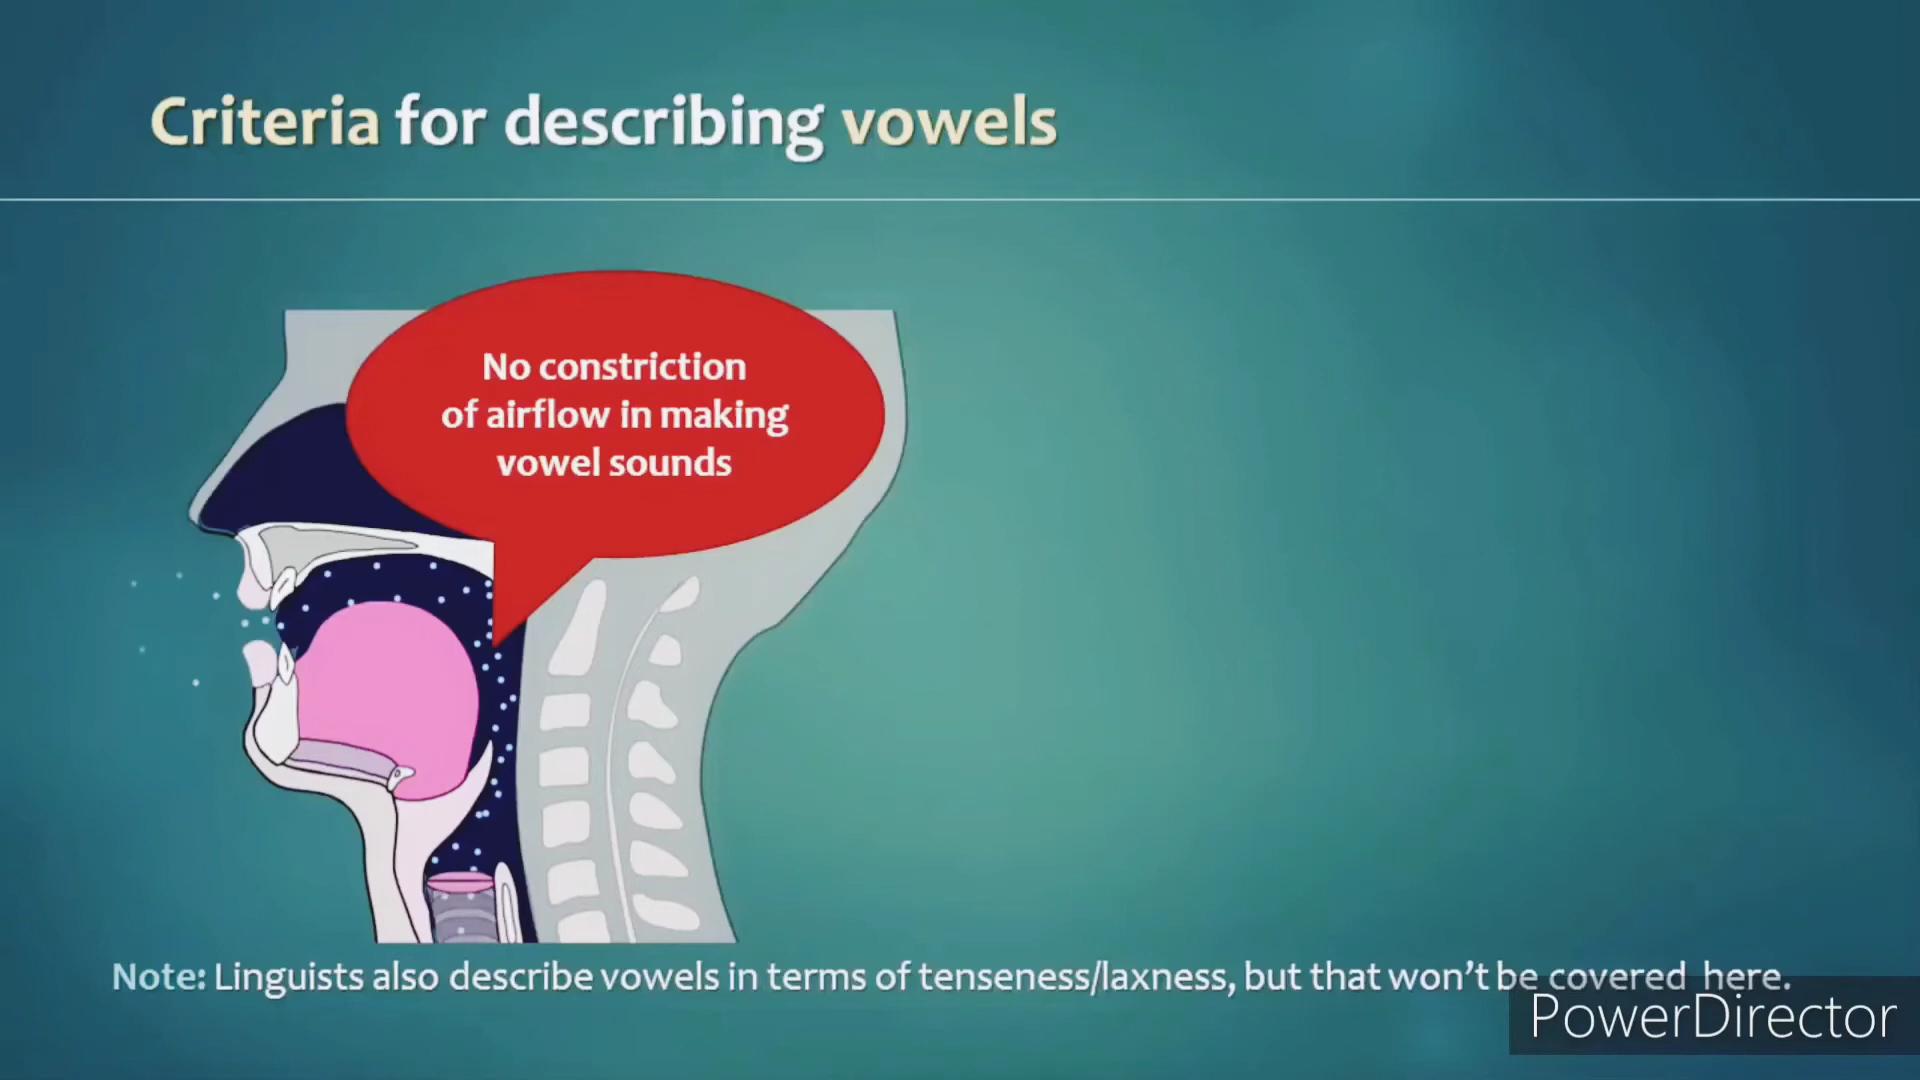 Criteria for describing vowels
No constriction
of airflow in making
vowel sounds
Note: Linguists also describe vowels in terms of tenseness/laxness, but that won't be covered here.
PowerDirector